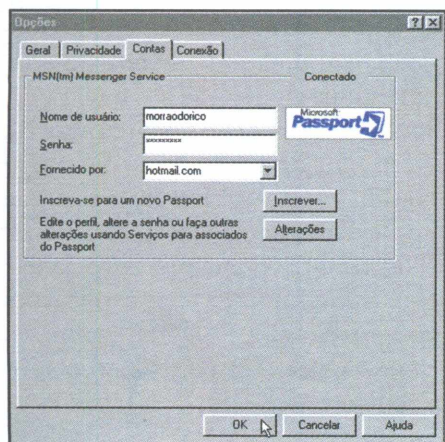 Opções
Geral Privacidade Contas Conexão
MSN(tm) Messenger Service Conectado
Nome de usuário: morraodorico
Microsoft
Passport
Senha: *********
Fornecido por: hotmail.com
Inscreva-se para um novo Passport Inscrever...
Edite o perfil, altere a senha ou faça outras
alterações usando Serviços para associados
do Passport
Alterações
OK Cancelar Ajuda